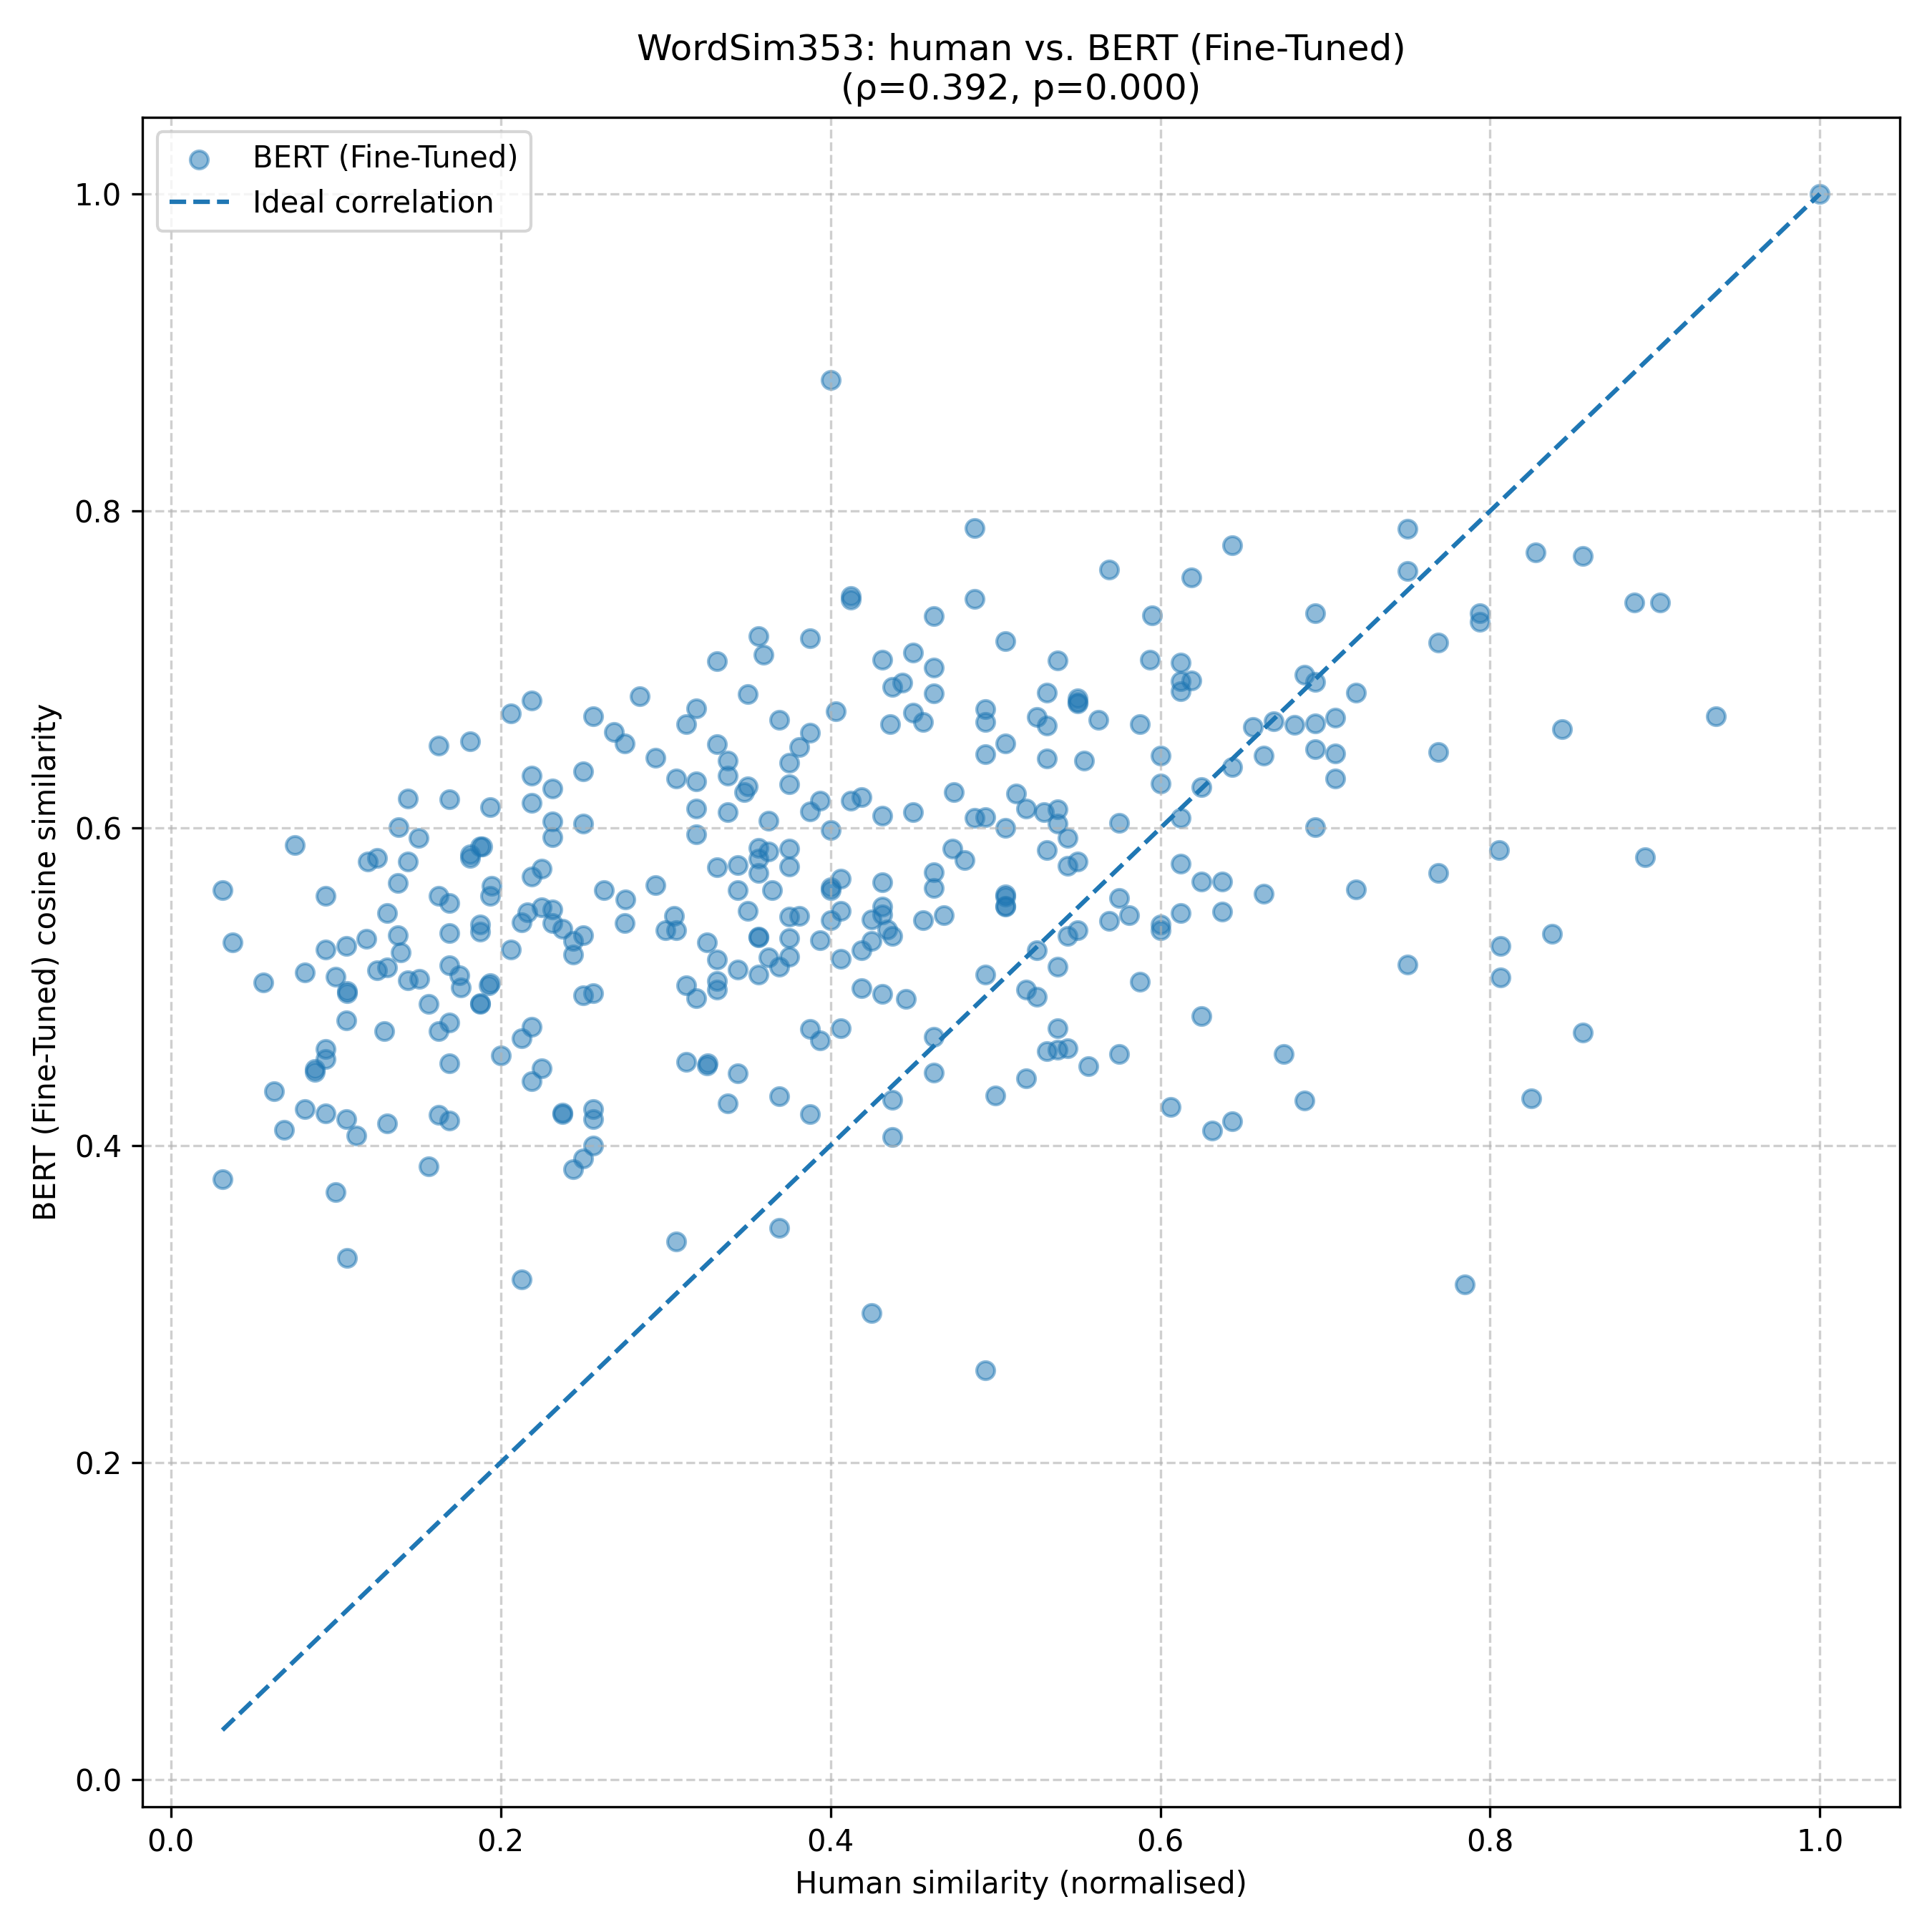 WordSim353: human vs. BERT (Fine-Tuned)
(ρ=0.392, p=0.000)
BERT (Fine-Tuned)
Ideal correlation
BERT (Fine-Tuned) cosine similarity
1.0
0.8
0.6
0.4
0.2
0.0
0.0 0.2 0.4 0.6 0.8 1.0
Human similarity (normalised)